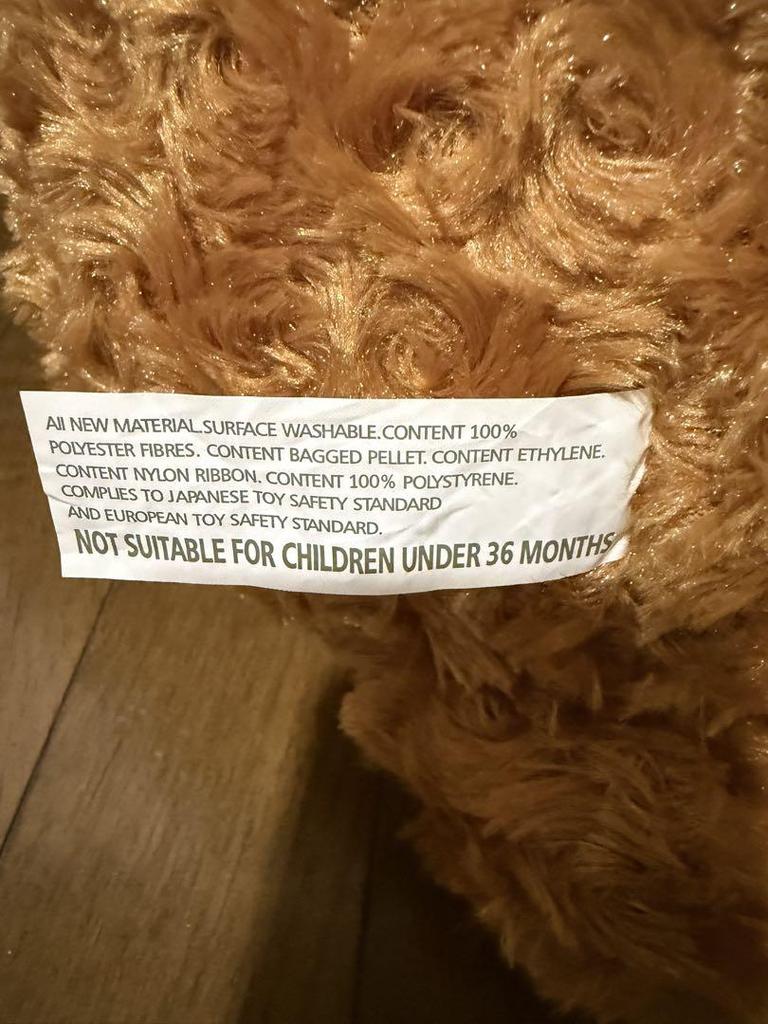 All NEW MATERIAL.SURFACE WASHABLE.CONTENT 100%
POLYESTER FIBRES. CONTENT BAGGED PELLET. CONTENT ETHYLENE.
CONTENT NYLON RIBBON. CONTENT 100% POLYSTYRENE.
COMPLIES TO JAPANESE TOY SAFETY STANDARD
AND EUROPEAN TOY SAFETY STANDARD.
NOT SUITABLE FOR CHILDREN UNDER 36 MONTHS